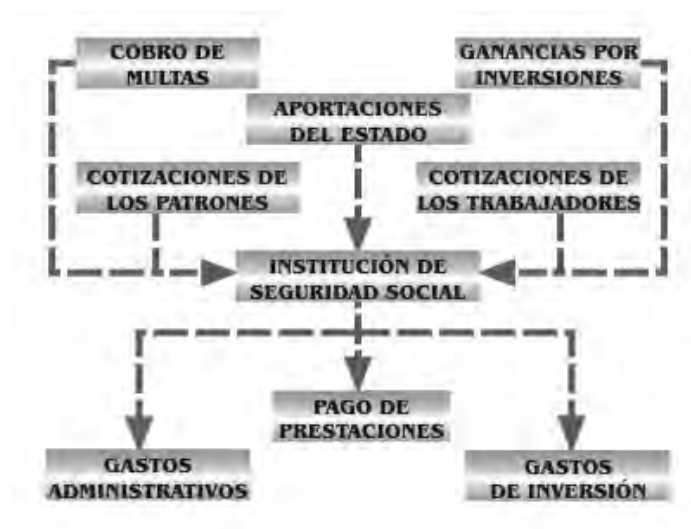 COBRO DE
MULTAS
GANANCIAS POR
INVERSIONES
APORTACIONES
DEL ESTADO
COTIZACIONES DE
LOS PATRONES
COTIZACIONES DE
LOS TRABAJADORES
INSTITUCIÓN DE
SEGURIDAD SOCIAL
PAGO DE
PRESTACIONES
GASTOS
ADMINISTRATIVOS
GASTOS
DE INVERSIÓN